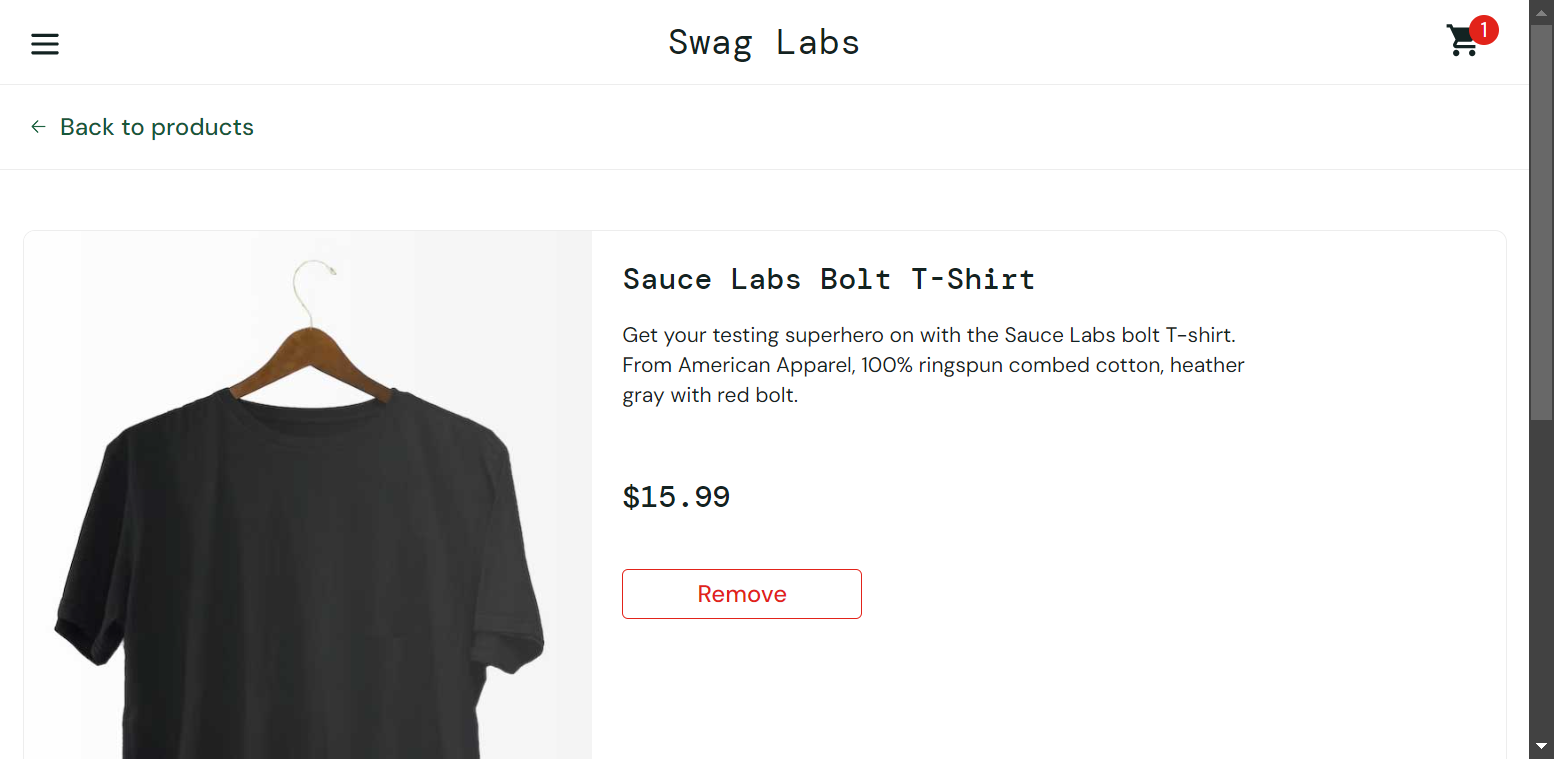 Swag Labs
1
Back to products
Sauce Labs Bolt T-Shirt
Get your testing superhero on with the Sauce Labs bolt T-shirt.
From American Apparel, 100% ringspun combed cotton, heather
gray with red bolt.
$15.99
Remove